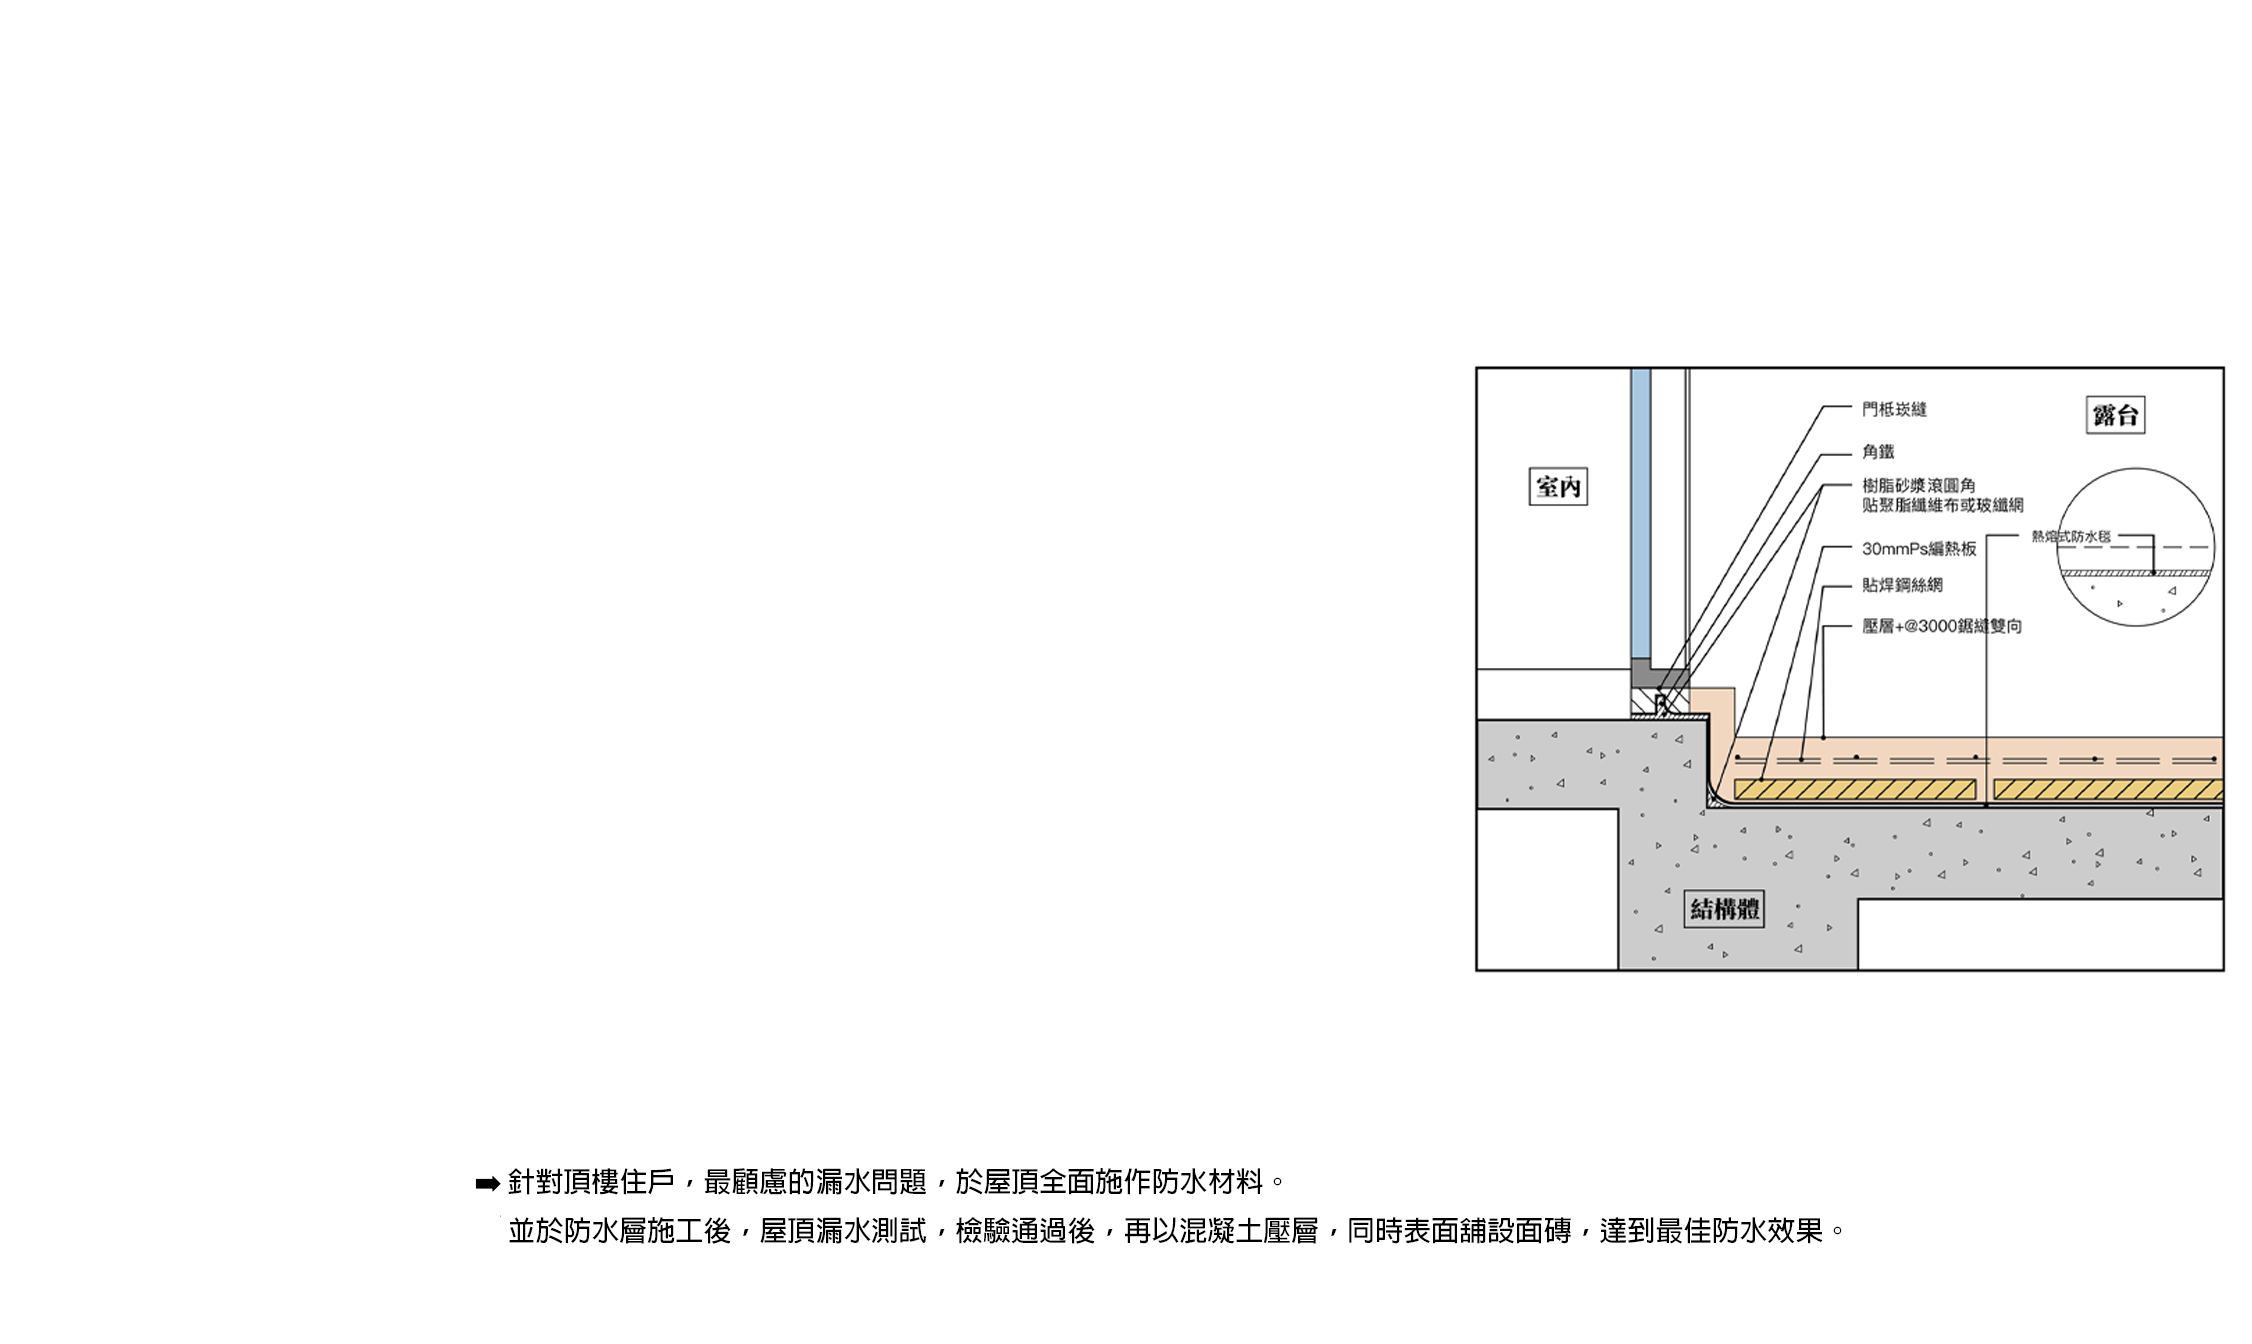 門柢崁縫
露台
角鐵
室內
樹脂砂漿滾圓角
贴聚脂纖維布或玻纖網
熱熔式防水毯
30mmPs編熱板
貼焊鋼絲網
壓層+@3000鋸縫雙向
結構體
➡ 針對頂樓住戶，最顧慮的漏水問題，於屋頂全面施作防水材料。
並於防水層施工後，屋頂漏水測試，檢驗通過後，再以混凝土壓層，同時表面舖設面磚，達到最佳防水效果。